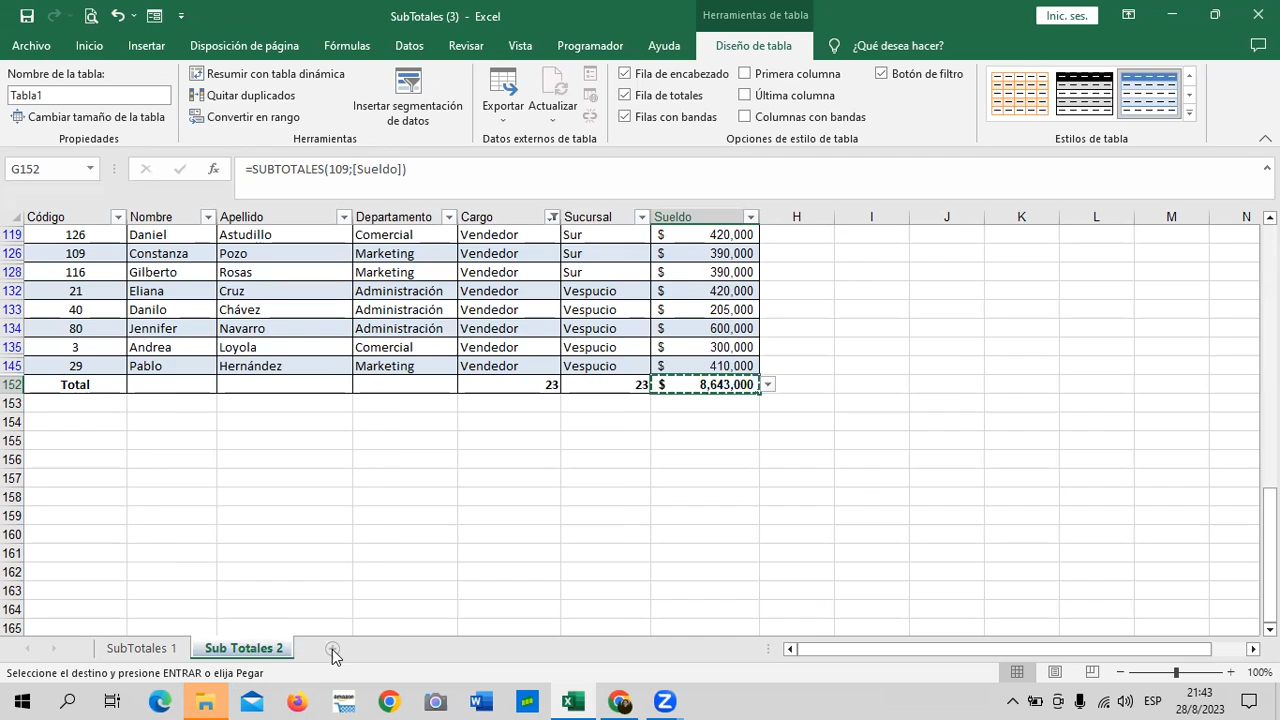 SubTotales (3) - Excel
Herramientas de tabla
Inic. ses.
Archivo Inicio Insertar Disposición de página Fórmulas Datos Revisar Vista Programador Ayuda Diseño de tabla ¿Qué desea hacer?
Nombre de la tabla:
Tabla1
Cambiar tamaño de la tabla
Propiedades
Resumir con tabla dinámica
Quitar duplicados
Convertir en rango
Insertar segmentación
de datos
Herramientas
Exportar Actualizar
Datos externos de tabla
Fila de encabezado Primera columna Botón de filtro
Fila de totales Última columna
Filas con bandas Columnas con bandas
Opciones de estilo de tabla
Estilos de tabla
G152 fx =SUBTOTALES(109;[Sueldo])
Código Nombre Apellido Departamento Cargo Sucursal Sueldo H I J K L M N
119 126 Daniel Astudillo Comercial Vendedor Sur $ 420,000
126 109 Constanza Pozo Marketing Vendedor Sur $ 390,000
128 116 Gilberto Rosas Marketing Vendedor Sur $ 390,000
132 21 Eliana Cruz Administración Vendedor Vespucio $ 420,000
133 40 Danilo Chávez Administración Vendedor Vespucio $ 205,000
134 80 Jennifer Navarro Administración Vendedor Vespucio $ 600,000
135 3 Andrea Loyola Comercial Vendedor Vespucio $ 300,000
145 29 Pablo Hernández Marketing Vendedor Vespucio $ 410,000
152 Total 23 23 $ 8,643,000
153
154
155
156
157
158
159
160
161
162
163
164
165
SubTotales 1 Sub Totales 2
Seleccione el destino y presione ENTRAR o elija Pegar
100%
ESP
21:43
28/8/2023